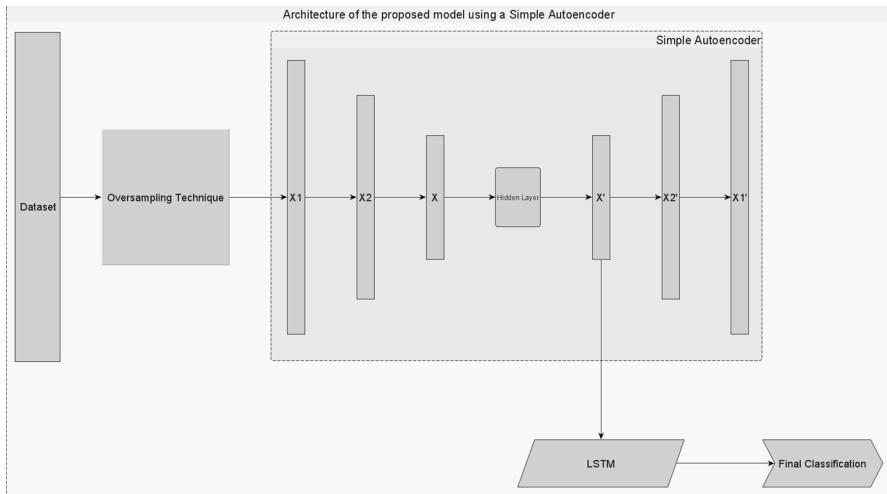 Architecture of the proposed model using a Simple Autoencoder
Simple Autoencoder
Dataset
Oversampling Technique
X1
X2
X
Hidden Layer
X'
X2'
X1'
LSTM
Final Classification